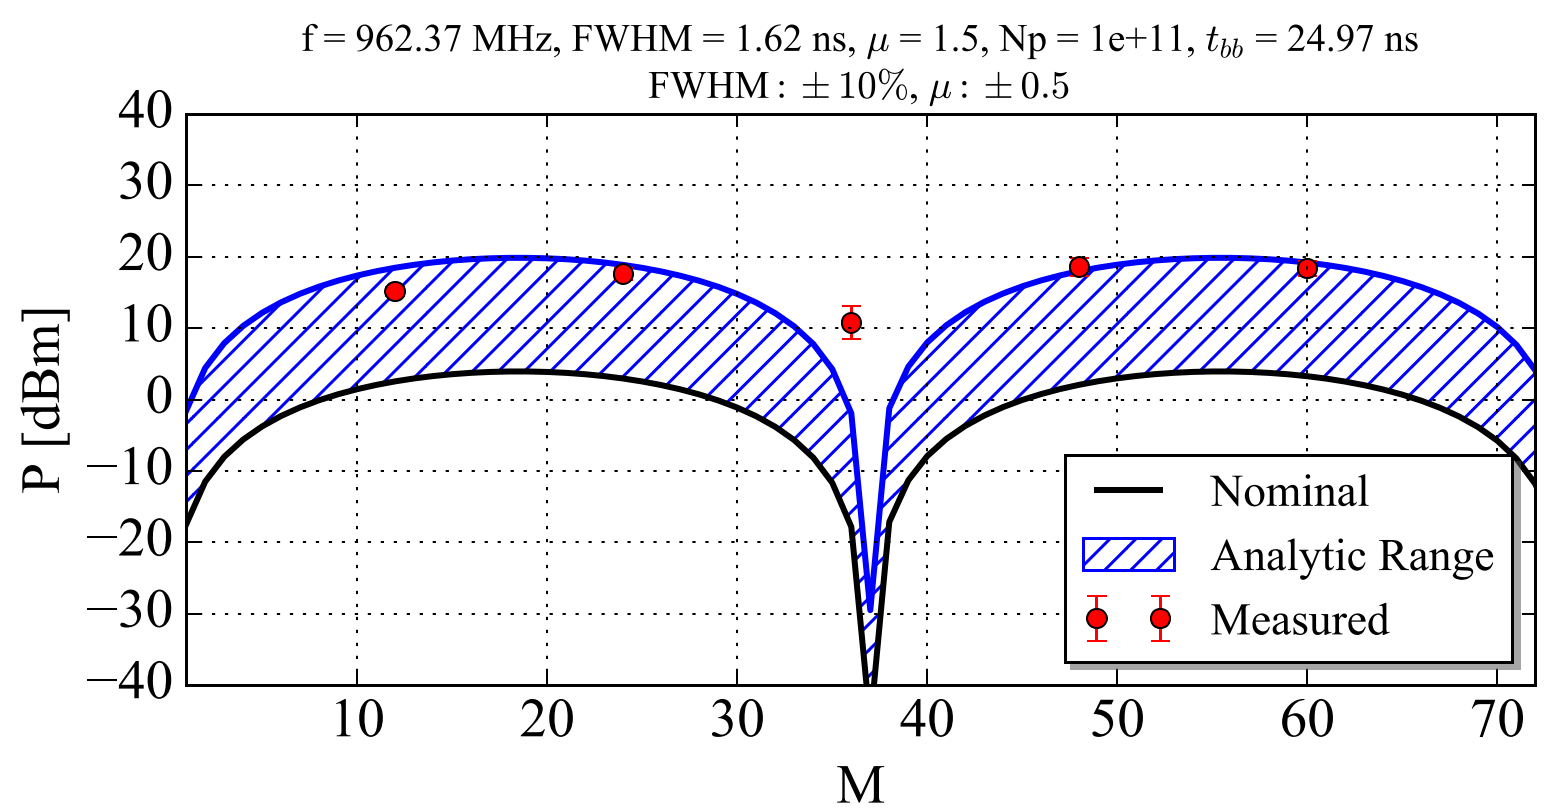 f = 962.37 MHz, FWHM = 1.62 ns, μ = 1.5, Np = 1e+11, t_bb = 24.97 ns
FWHM: ±10%, μ: ±0.5
40
30
20
10
0
−10
−20
−30
−40
P [dBm]
Nominal
Analytic Range
Measured
10 20 30 40 50 60 70
M